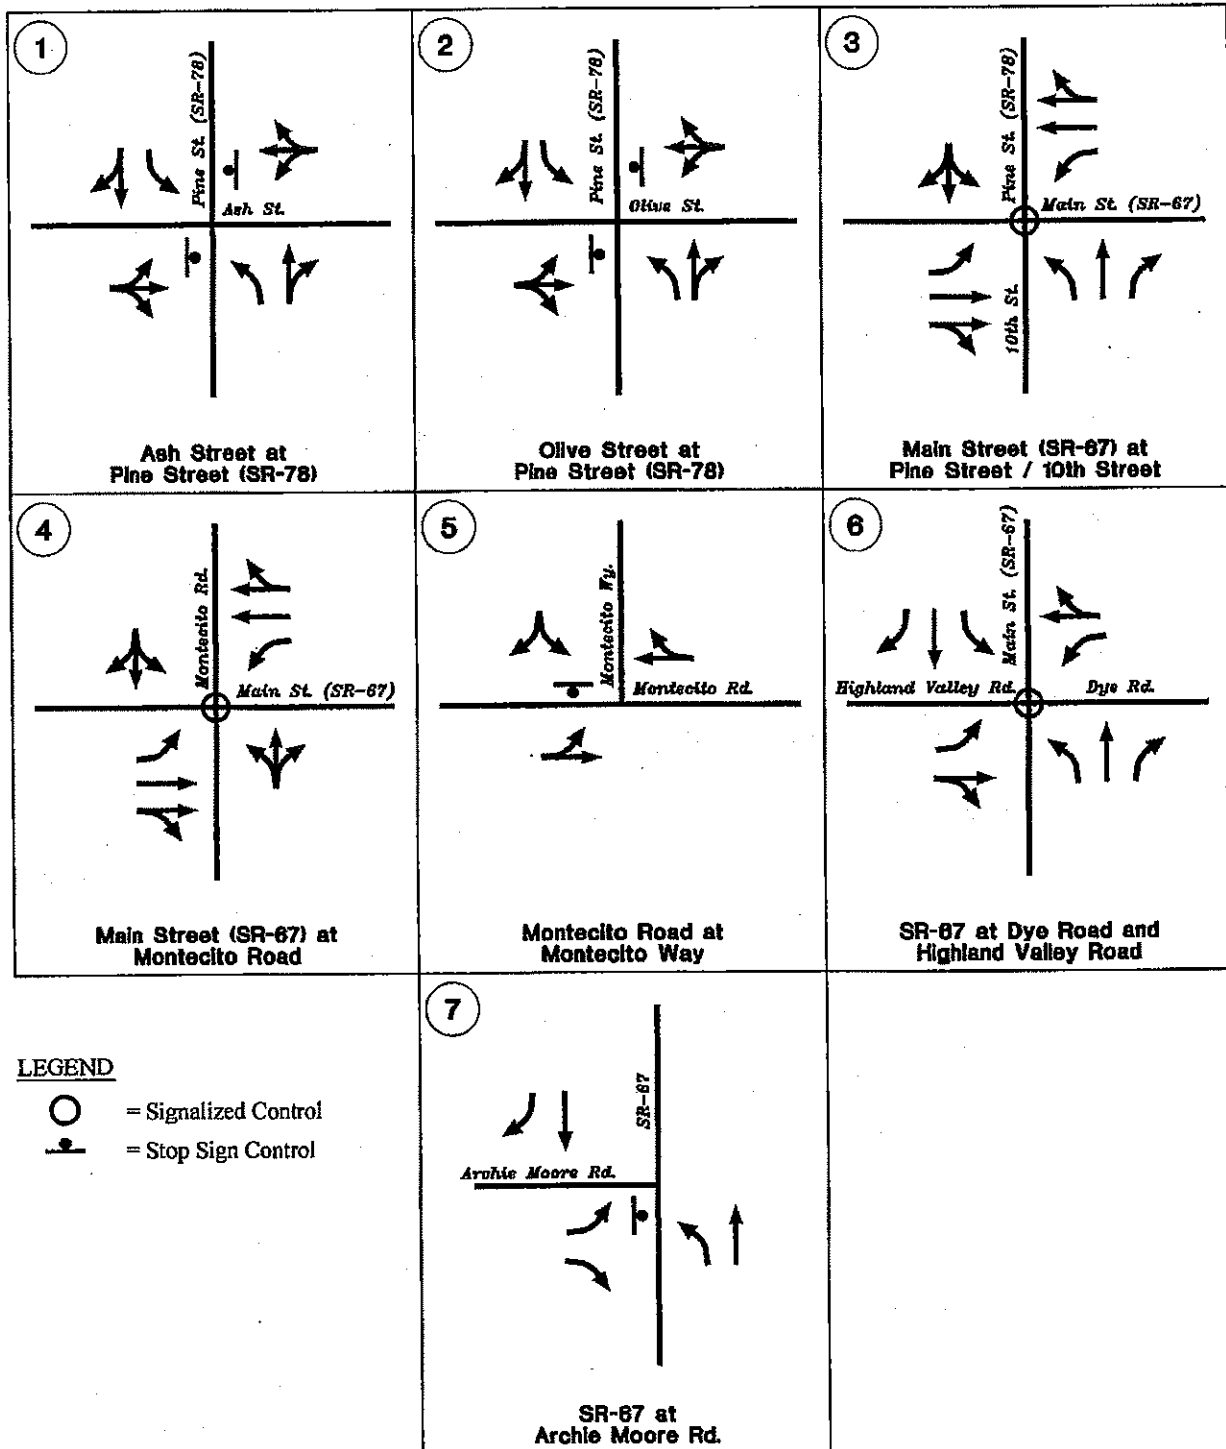 1
Pine St. (SR-78)
Ash St.
Ash Street at
Pine Street (SR-78)
2
Pine St. (SR-78)
Olive St.
Olive Street at
Pine Street (SR-78)
3
Pine St. (SR-78)
Main St. (SR-67)
10th St.
Main Street (SR-67) at
Pine Street / 10th Street
4
Montecito Rd.
Main St. (SR-67)
Main Street (SR-67) at
Montecito Road
5
Montecito Wy.
Montecito Rd.
Montecito Road at
Montecito Way
6
Main St. (SR-67)
Highland Valley Rd.
Dye Rd.
SR-67 at Dye Road and
Highland Valley Road
7
SR-67
Archie Moore Rd.
SR-67 at
Archie Moore Rd.
LEGEND
= Signalized Control
= Stop Sign Control